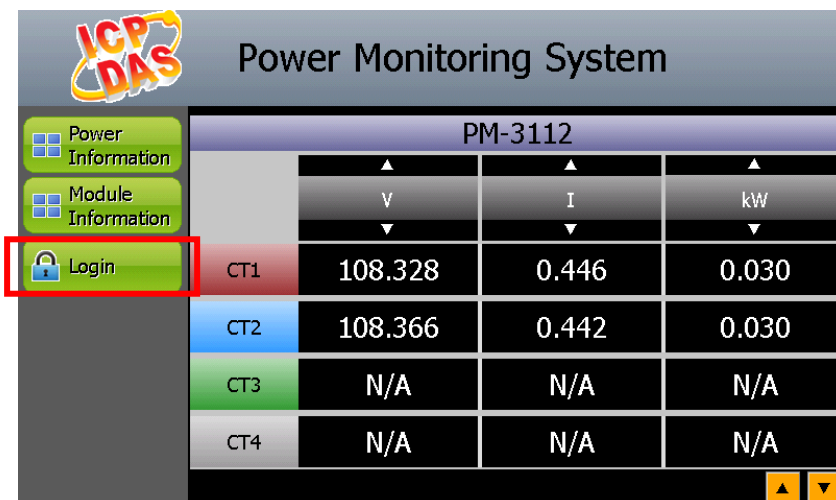 ICP
DAS
Power Monitoring System
Power
Information
Module
Information
Login
PM-3112
V I kW
CT1 108.328 0.446 0.030
CT2 108.366 0.442 0.030
CT3 N/A N/A N/A
CT4 N/A N/A N/A